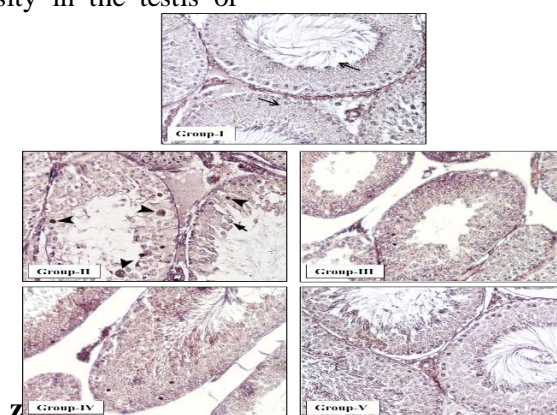 sity in the testis of
Group-I
Group-II
Group-III
z
Group-IV
Group-V